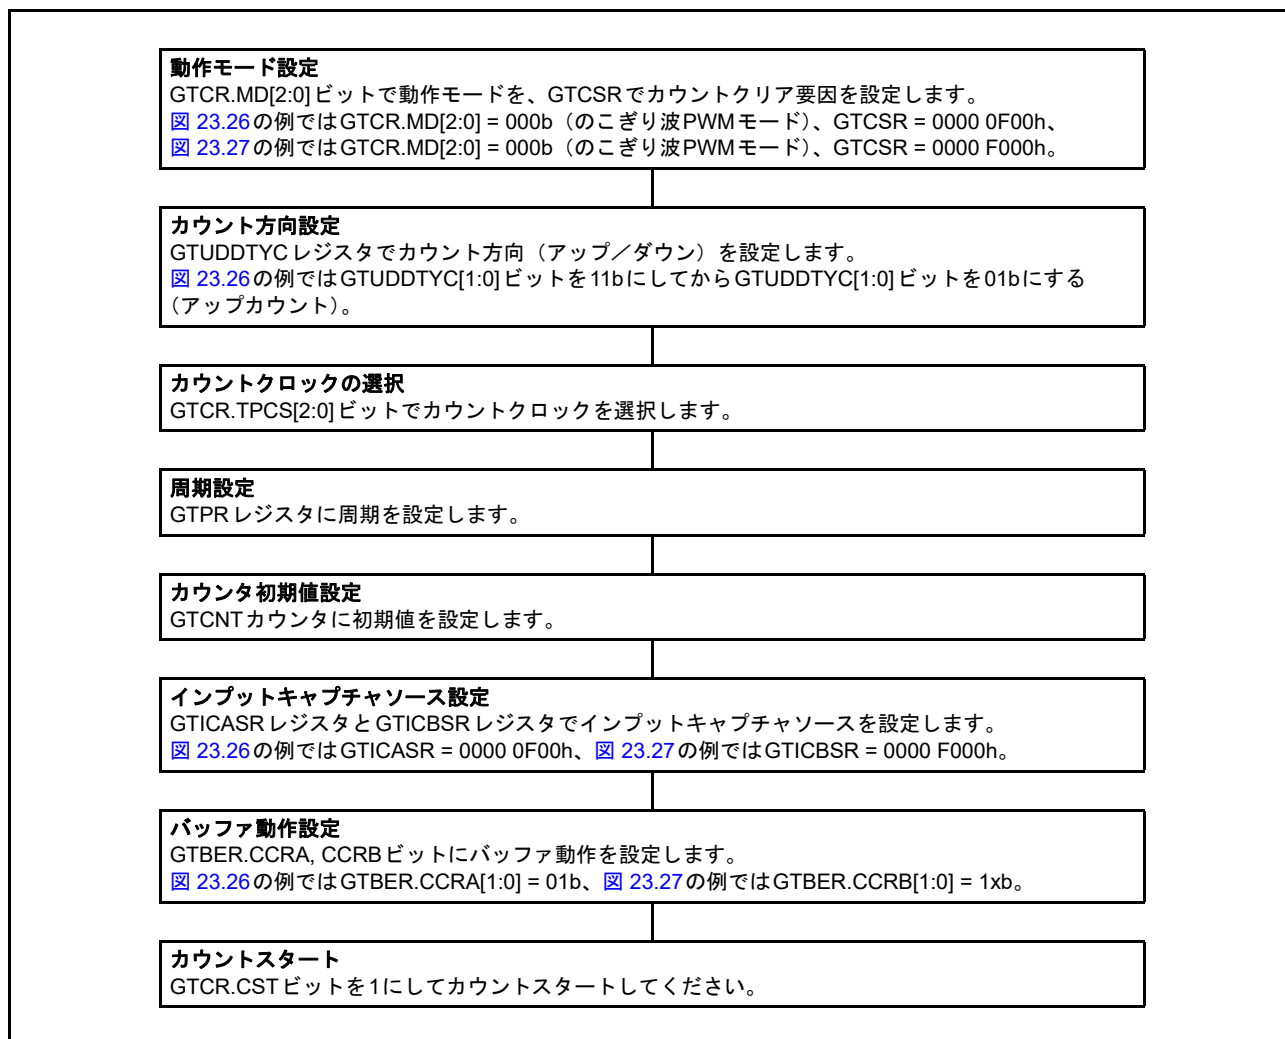 動作モード設定
GTCR.MD[2:0]ビットで動作モードを、GTCSRでカウントクリア要因を設定します。
図 23.26の例ではGTCR.MD[2:0] = 000b（のこぎり波PWMモード）、GTCSR = 0000 0F00h、
図 23.27の例ではGTCR.MD[2:0] = 000b（のこぎり波PWMモード）、GTCSR = 0000 F000h。
カウント方向設定
GTUDDTYCレジスタでカウント方向（アップ／ダウン）を設定します。
図 23.26の例ではGTUDDTYC[1:0]ビットを11bにしてからGTUDDTYC[1:0]ビットを01bにする
（アップカウント）。
カウントクロックの選択
GTCR.TPCS[2:0]ビットでカウントクロックを選択します。
周期設定
GTPRレジスタに周期を設定します。
カウンタ初期値設定
GTCNTカウンタに初期値を設定します。
インプットキャプチャソース設定
GTICASRレジスタとGTICBSRレジスタでインプットキャプチャソースを設定します。
図 23.26の例ではGTICASR = 0000 0F00h、図 23.27の例ではGTICBSR = 0000 F000h。
バッファ動作設定
GTBER.CCRA, CCRBビットにバッファ動作を設定します。
図 23.26の例ではGTBER.CCRA[1:0] = 01b、図 23.27の例ではGTBER.CCRB[1:0] = 1xb。
カウントスタート
GTCR.CSTビットを1にしてカウントスタートしてください。